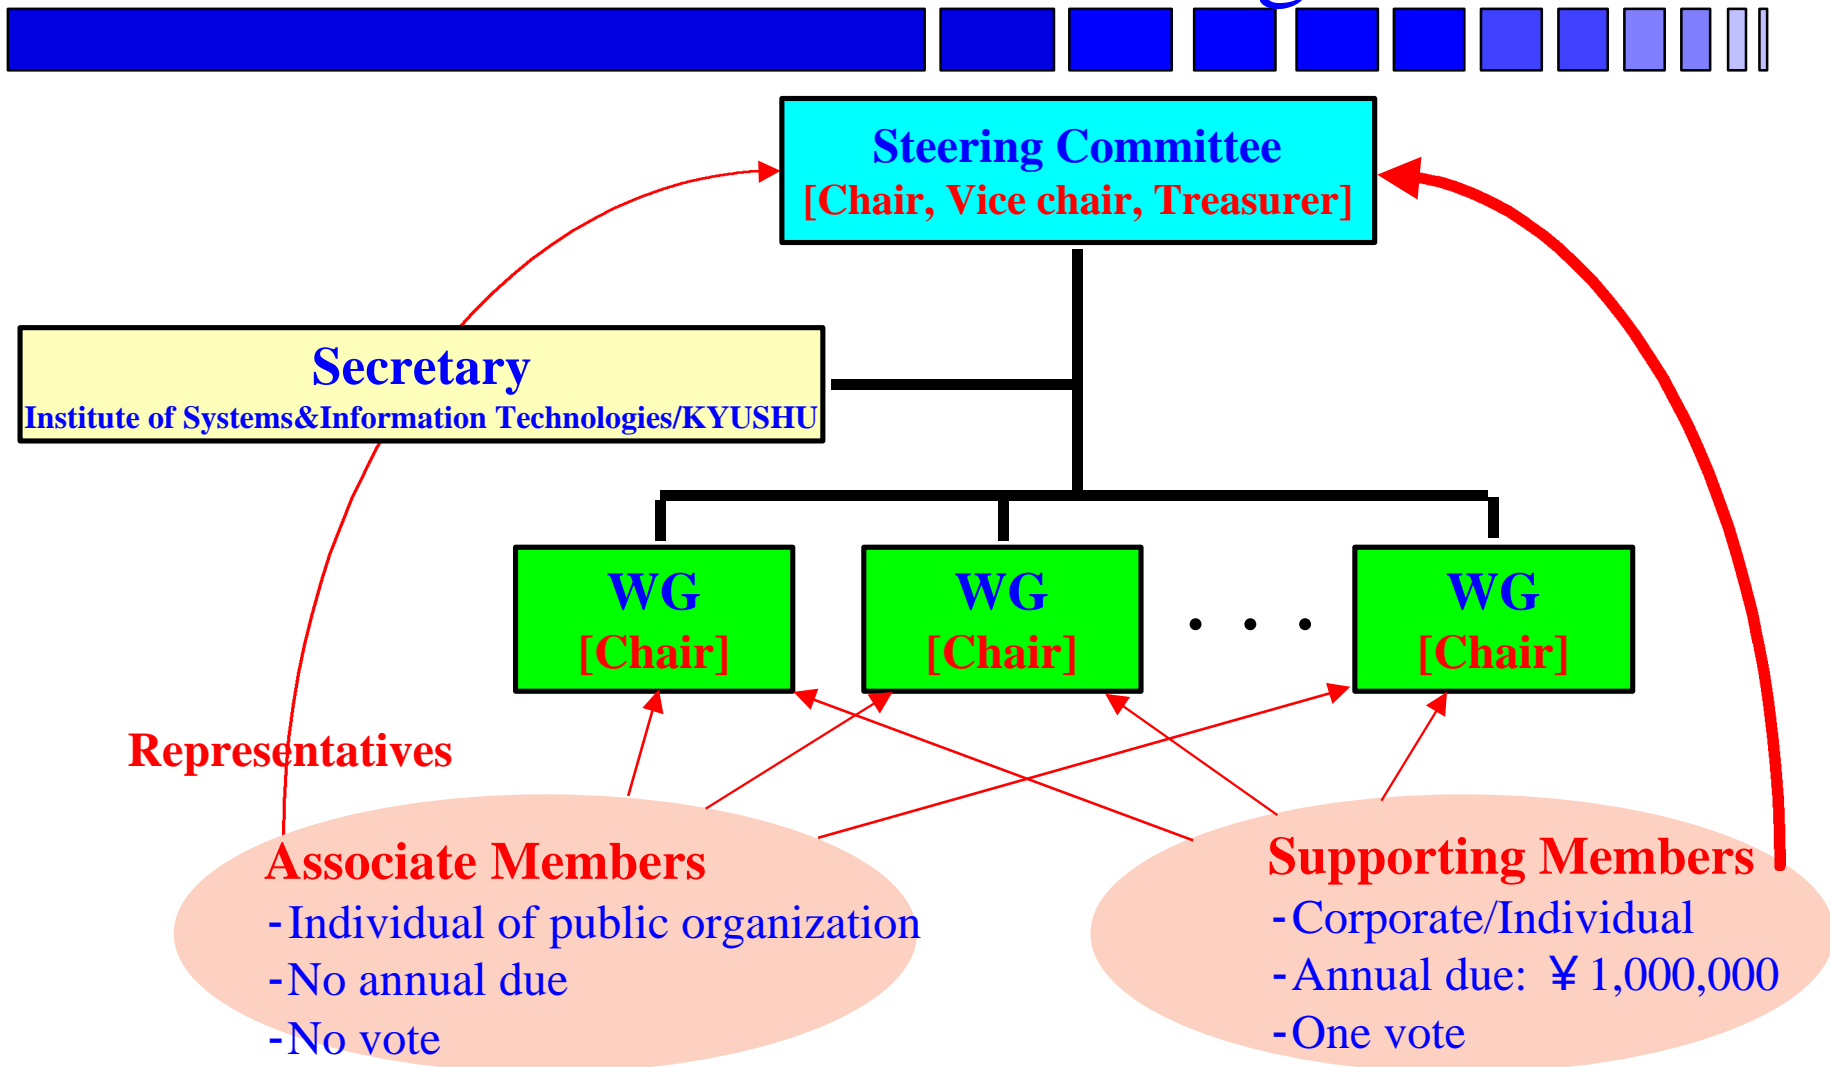 Steering Committee
[Chair, Vice chair, Treasurer]
Secretary
Institute of Systems&Information Technologies/KYUSHU
WG
[Chair]
WG
[Chair]
. . .
WG
[Chair]
Representatives
Associate Members
-Individual of public organization
-No annual due
-No vote
Supporting Members
-Corporate/Individual
-Annual due: ¥ 1,000,000
-One vote